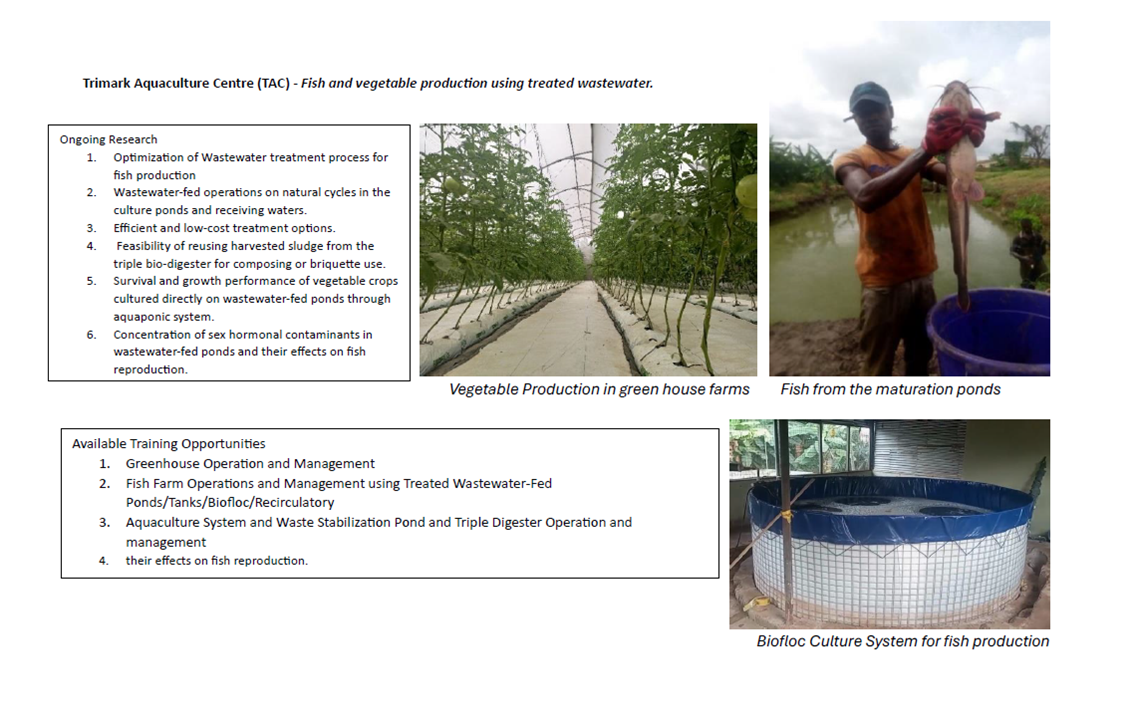 Trimark Aquaculture Centre (TAC) - Fish and vegetable production using treated wastewater.
Ongoing Research
1. Optimization of Wastewater treatment process for
fish production
2. Wastewater-fed operations on natural cycles in the
culture ponds and receiving waters.
3. Efficient and low-cost treatment options.
4. Feasibility of reusing harvested sludge from the
triple bio-digester for composing or briquette use.
5. Survival and growth performance of vegetable crops
cultured directly on wastewater-fed ponds through
aquaponic system.
6. Concentration of sex hormonal contaminants in
wastewater-fed ponds and their effects on fish
reproduction.
Vegetable Production in green house farms
Fish from the maturation ponds
Available Training Opportunities
1. Greenhouse Operation and Management
2. Fish Farm Operations and Management using Treated Wastewater-Fed
Ponds/Tanks/Biofloc/Recirculatory
3. Aquaculture System and Waste Stabilization Pond and Triple Digester Operation and
management
4. their effects on fish reproduction.
Biofloc Culture System for fish production